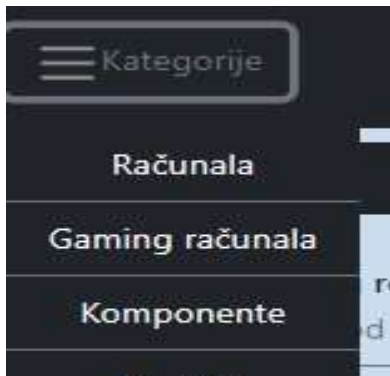 Kategorije
Računala
Gaming računala
Komponente